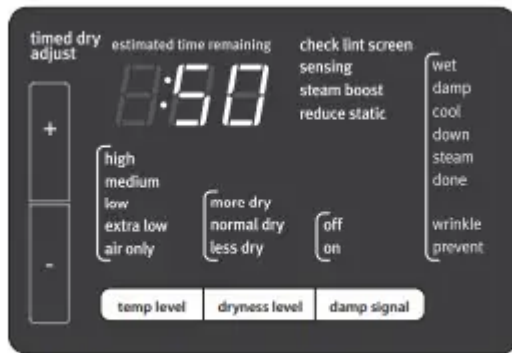 timed dry
adjust
estimated time remaining
:50
+
-
check lint screen
sensing
steam boost
reduce static
wet
damp
cool
down
steam
done
wrinkle
prevent
high
medium
low
extra low
air only
more dry
normal dry
less dry
off
on
temp level
dryness level
damp signal